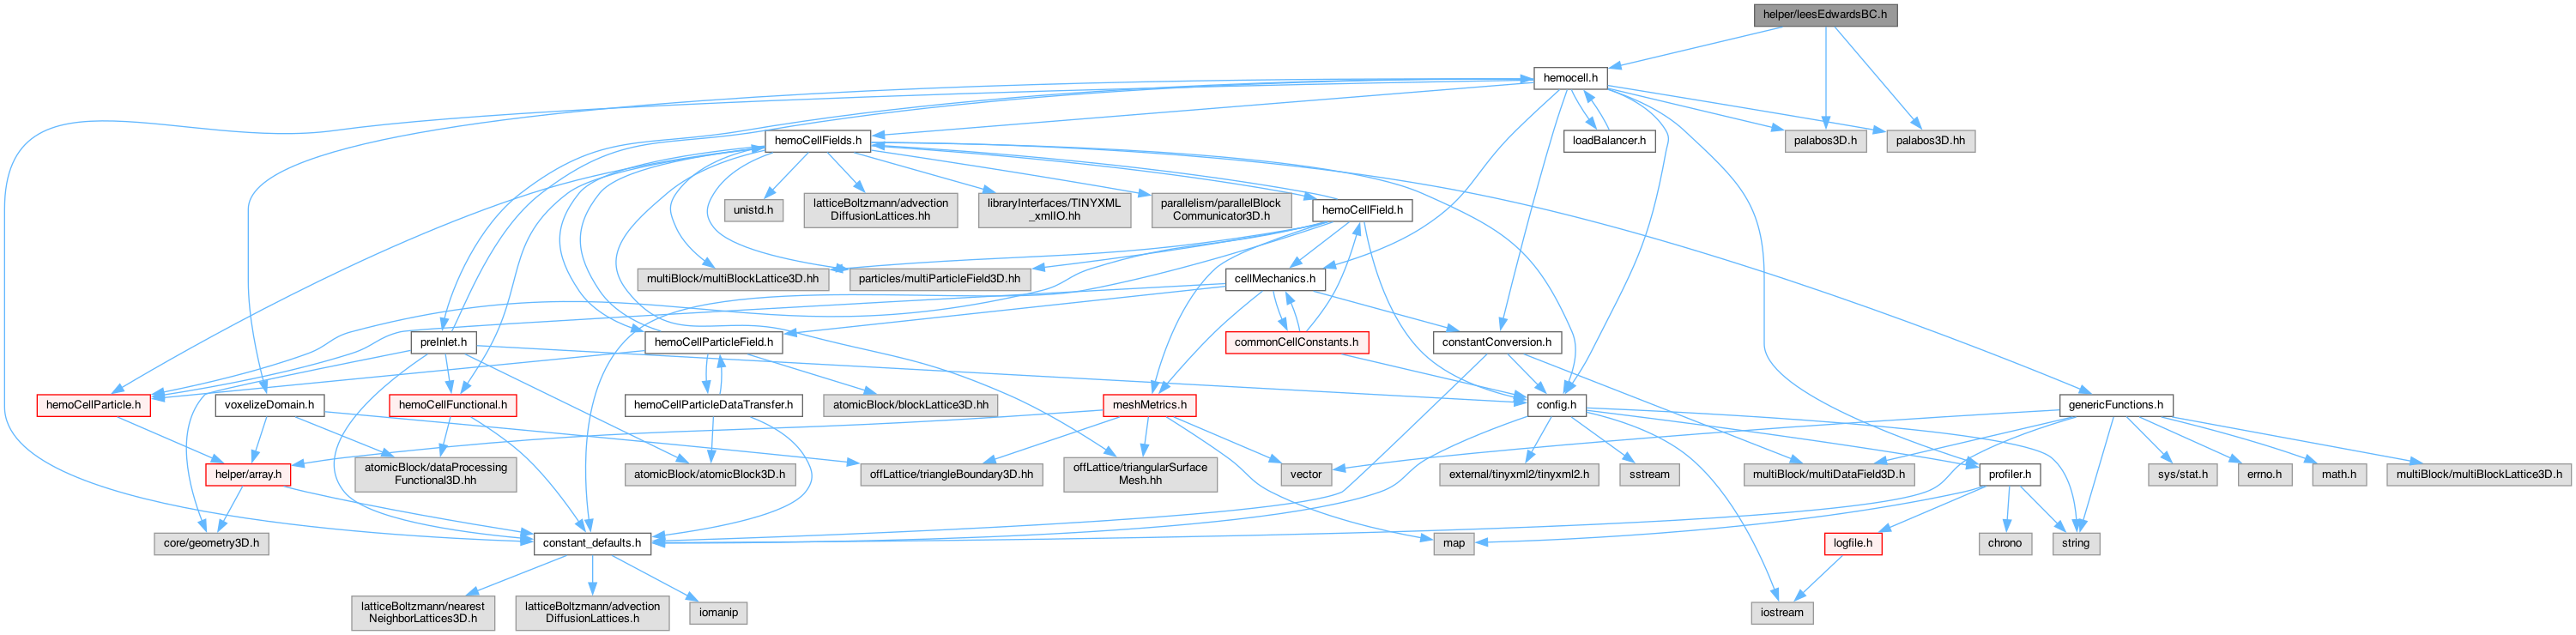 helper/leesEdwardsBC.h
hemocell.h
hemoCellFields.h
loadBalancer.h
palabos3D.h
palabos3D.hh
unistd.h
latticeBoltzmann/advection
DiffusionLattices.hh
libraryInterfaces/TINYXML
_xmlIO.hh
parallelism/parallelBlock
Communicator3D.h
hemoCellField.h
multiBlock/multiBlockLattice3D.hh
particles/multiParticleField3D.hh
cellMechanics.h
preInlet.h
hemoCellParticleField.h
commonCellConstants.h
constantConversion.h
hemoCellParticle.h
voxelizeDomain.h
hemoCellFunctional.h
hemoCellParticleDataTransfer.h
atomicBlock/blockLattice3D.hh
meshMetrics.h
config.h
genericFunctions.h
helper/array.h
atomicBlock/dataProcessing
Functional3D.hh
atomicBlock/atomicBlock3D.h
offLattice/triangleBoundary3D.hh
offLattice/triangularSurface
Mesh.hh
vector
external/tinyxml2/tinyxml2.h
sstream
multiBlock/multiDataField3D.h
profiler.h
sys/stat.h
errno.h
math.h
multiBlock/multiBlockLattice3D.h
core/geometry3D.h
constant_defaults.h
map
logfile.h
chrono
string
latticeBoltzmann/nearest
NeighborLattices3D.h
latticeBoltzmann/advection
DiffusionLattices.h
iomanip
iostream